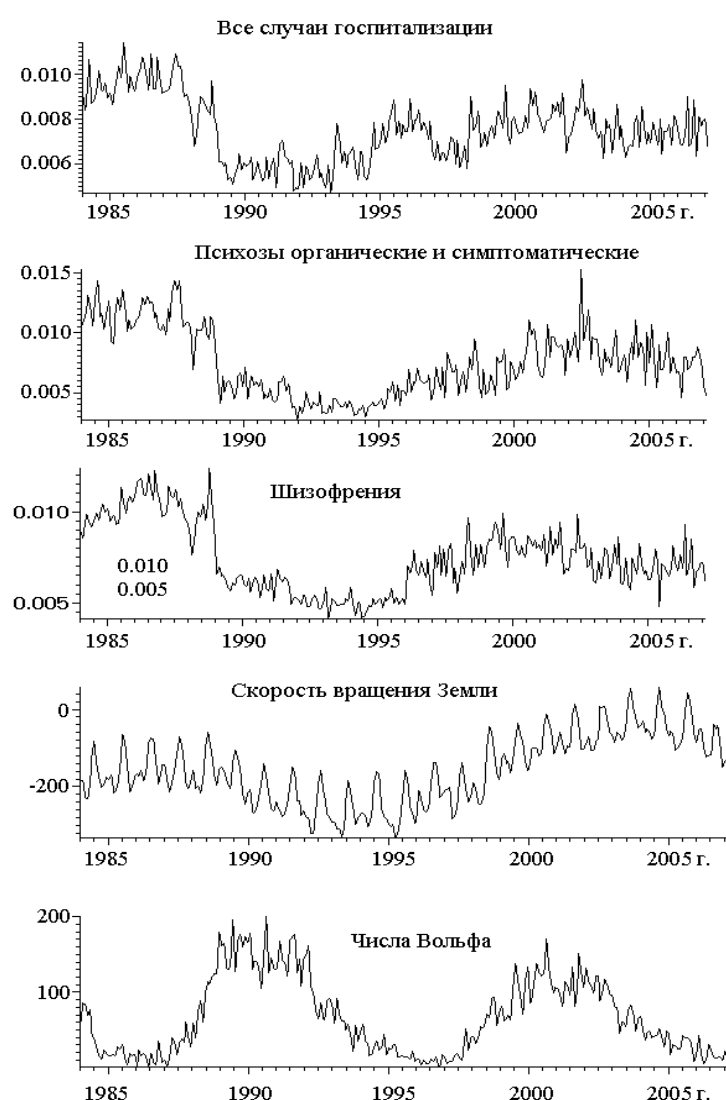 Все случаи госпитализации
0.010
0.008
0.006
1985 1990 1995 2000 2005 г.
Психозы органические и симптоматические
0.015
0.010
0.005
1985 1990 1995 2000 2005 г.
Шизофрения
0.010
0.010
0.005
0.005
1985 1990 1995 2000 2005 г.
Скорость вращения Земли
0
-200
1985 1990 1995 2000 2005 г.
200
Числа Вольфа
100
1985 1990 1995 2000 2005 г.